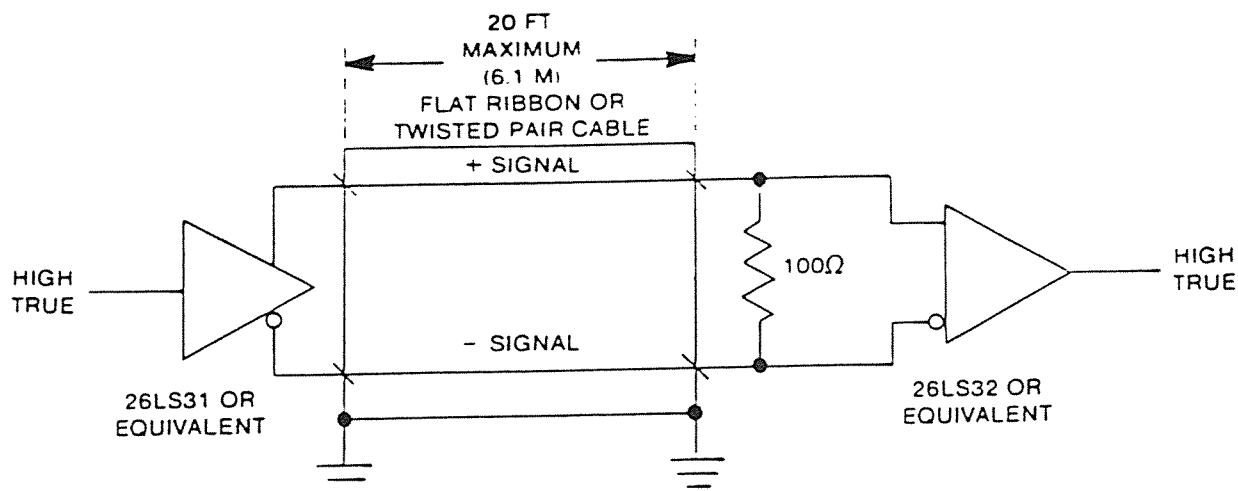 20 FT
MAXIMUM
(6.1 M)
FLAT RIBBON OR
TWISTED PAIR CABLE
+ SIGNAL
HIGH
TRUE
100Ω
HIGH
TRUE
- SIGNAL
26LS31 OR
EQUIVALENT
26LS32 OR
EQUIVALENT